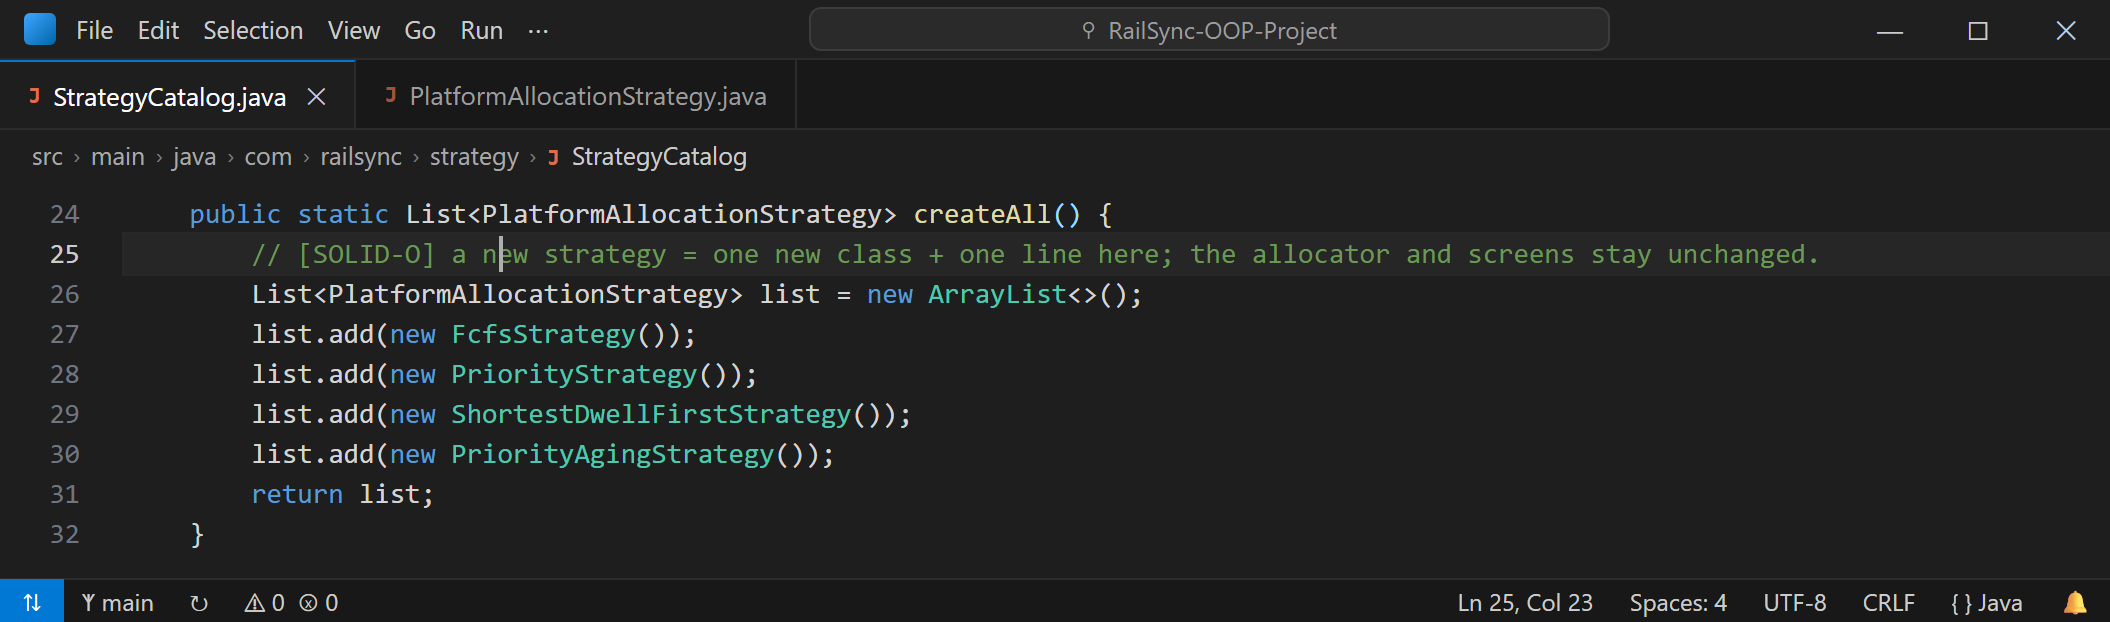 File Edit Selection View Go Run ···
RailSync-OOP-Project
J StrategyCatalog.java
J PlatformAllocationStrategy.java
src › main › java › com › railsync › strategy › J StrategyCatalog
24 public static List<PlatformAllocationStrategy> createAll() {
25 // [SOLID-O] a new strategy = one new class + one line here; the allocator and screens stay unchanged.
26 List<PlatformAllocationStrategy> list = new ArrayList<>();
27 list.add(new FcfsStrategy());
28 list.add(new PriorityStrategy());
29 list.add(new ShortestDwellFirstStrategy());
30 list.add(new PriorityAgingStrategy());
31 return list;
32 }
main 0 0 Ln 25, Col 23 Spaces: 4 UTF-8 CRLF { } Java